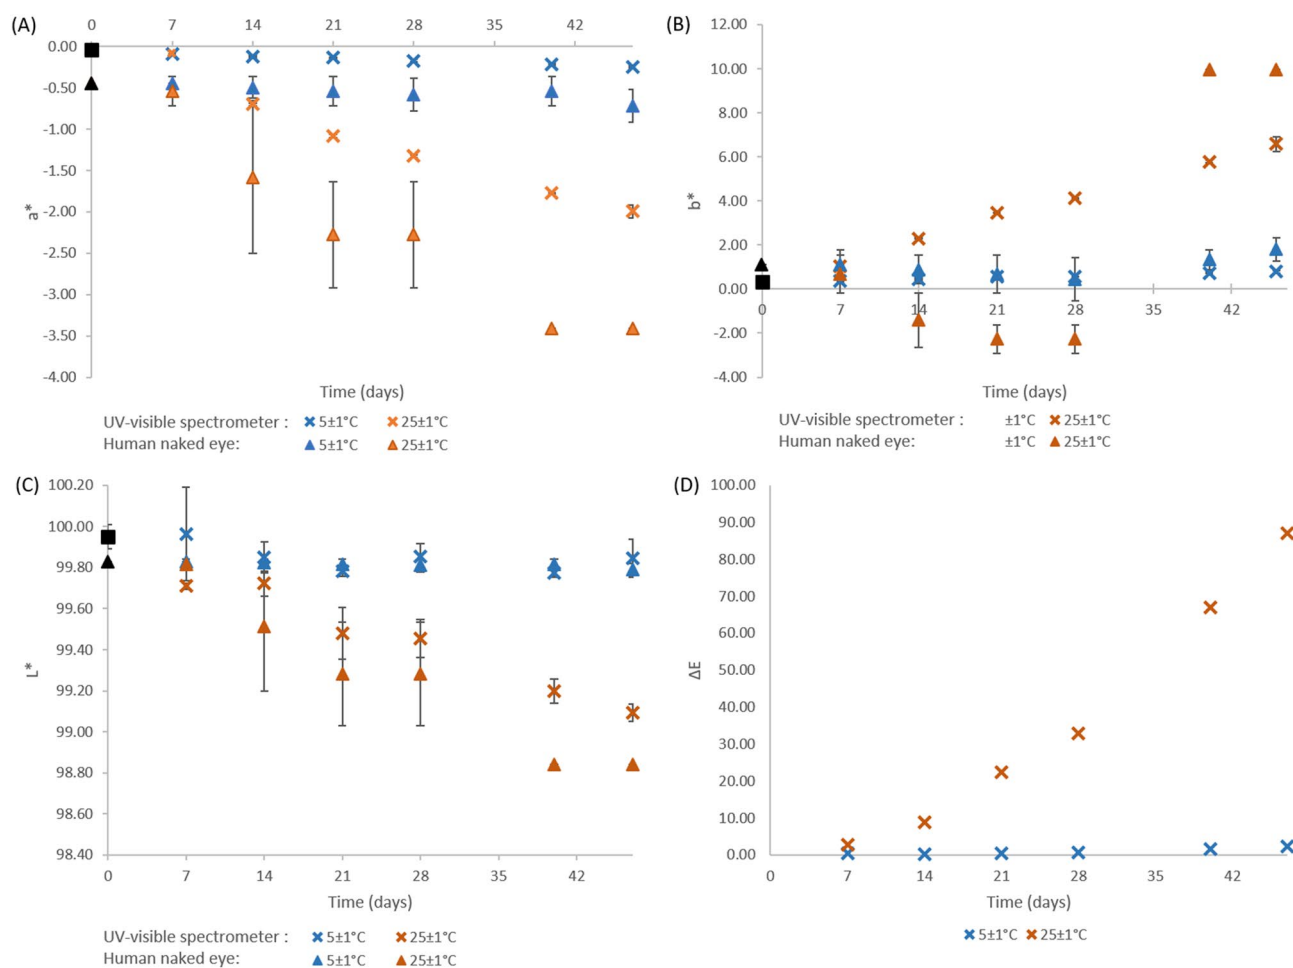 (A)
0 7 14 21 28 35 42
0.00
-0.50
-1.00
-1.50
-2.00
-2.50
-3.00
-3.50
-4.00
a*
Time (days)
UV-visible spectrometer : 5±1°C 25±1°C
Human naked eye: 5±1°C 25±1°C
(B)
12.00
10.00
8.00
6.00
4.00
2.00
0.00
-2.00
-4.00
b*
0 7 14 21 28 35 42
Time (days)
UV-visible spectrometer : ±1°C 25±1°C
Human naked eye: ±1°C 25±1°C
(C)
100.20
100.00
99.80
99.60
99.40
99.20
99.00
98.80
98.60
98.40
L*
0 7 14 21 28 35 42
Time (days)
UV-visible spectrometer : 5±1°C 25±1°C
Human naked eye: 5±1°C 25±1°C
(D)
100.00
90.00
80.00
70.00
60.00
50.00
40.00
30.00
20.00
10.00
0.00
ΔE
0 7 14 21 28 35 42
Time (days)
5±1°C 25±1°C